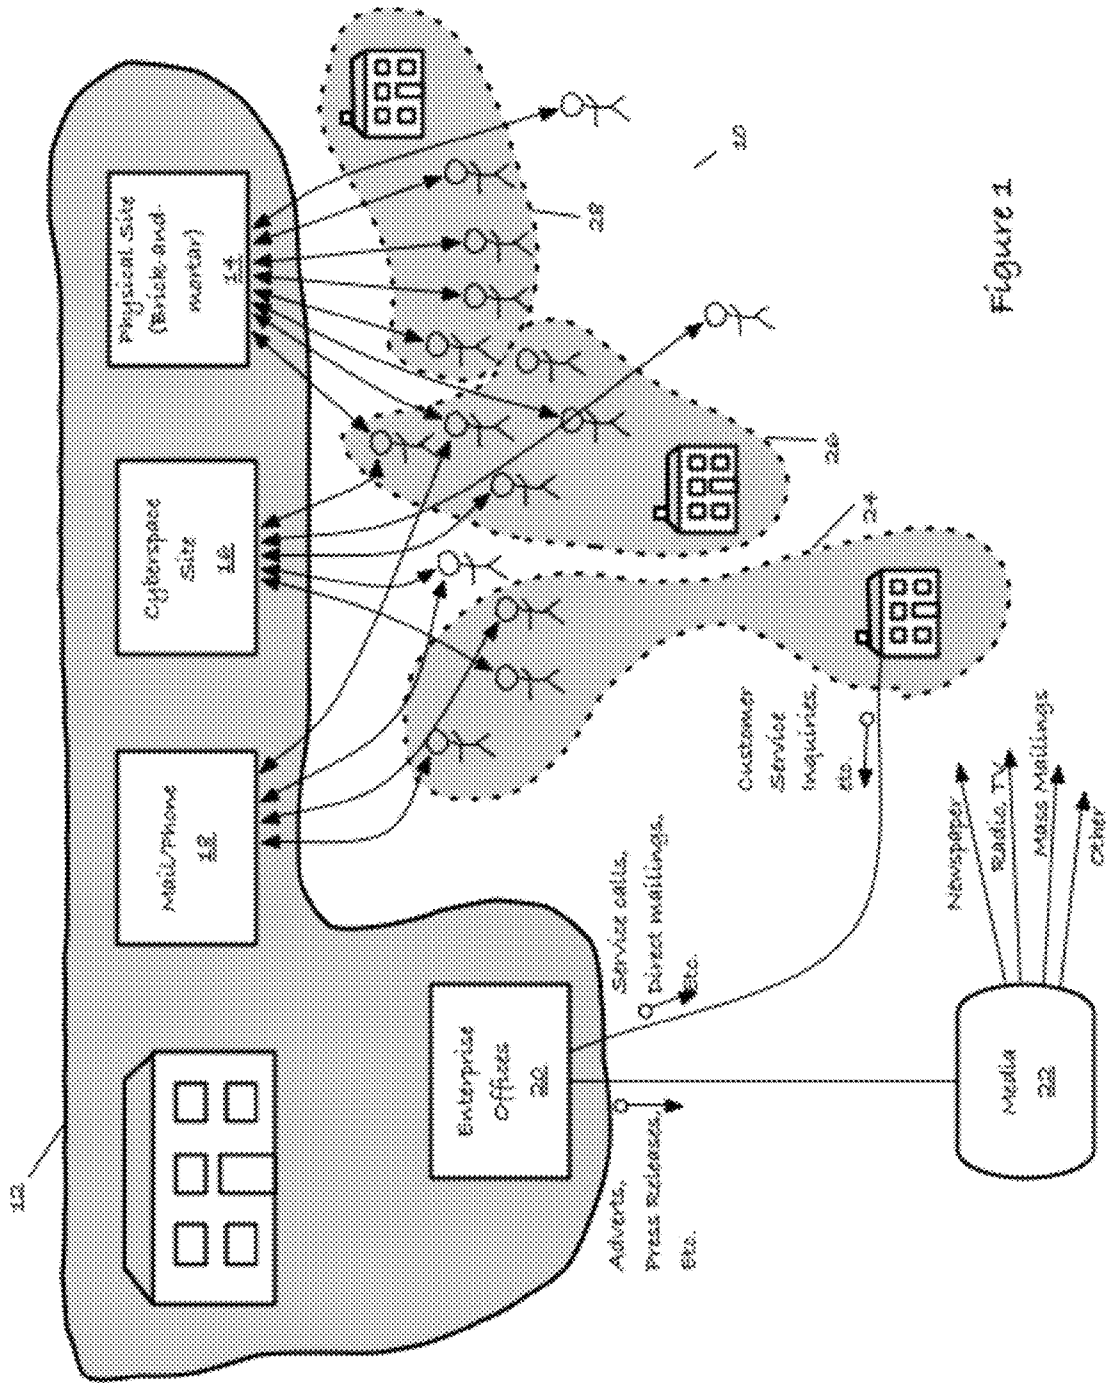 12
Mail/Phone
18
Cyberspace
Site
16
Physical Site
(Brick-and-
mortar)
14
Enterprise
Offices
20
Adverts,
Press Releases,
Etc.
Service calls,
Direct mailings,
Etc.
Customer
Service
Inquiries,
Etc.
28
26
24
10
Media
22
Newspaper
Radio, TV
Mass Mailings
Other
Figure 1